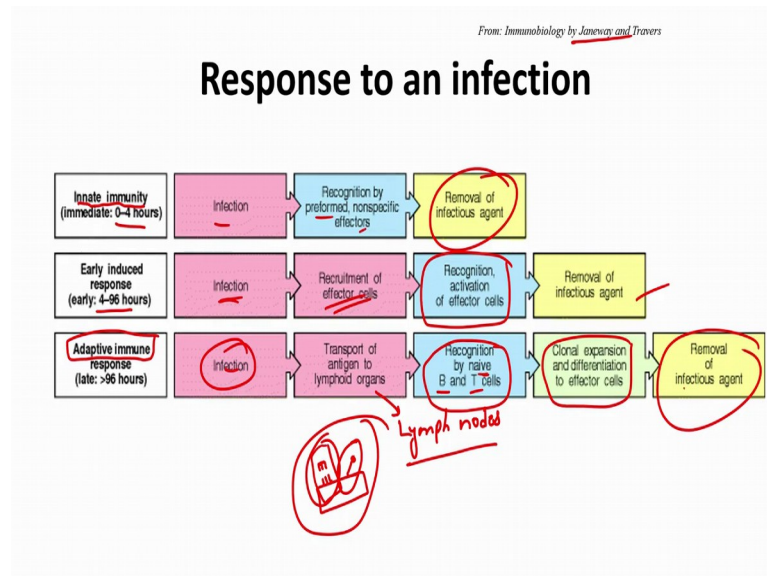 From: Immunobiology by Janeway and Travers
Response to an infection
Innate immunity
(immediate: 0–4 hours)
Infection
Recognition by
preformed, nonspecific
effectors
Removal of
infectious agent
Early induced
response
(early: 4–96 hours)
Infection
Recruitment of
effector cells
Recognition,
activation
of effector cells
Removal of
infectious agent
Adaptive immune
response
(late: >96 hours)
Infection
Transport of
antigen to
lymphoid organs
Recognition
by naive
B and T cells
Clonal expansion
and differentiation
to effector cells
Removal
of
infectious agent
Lymph nodes